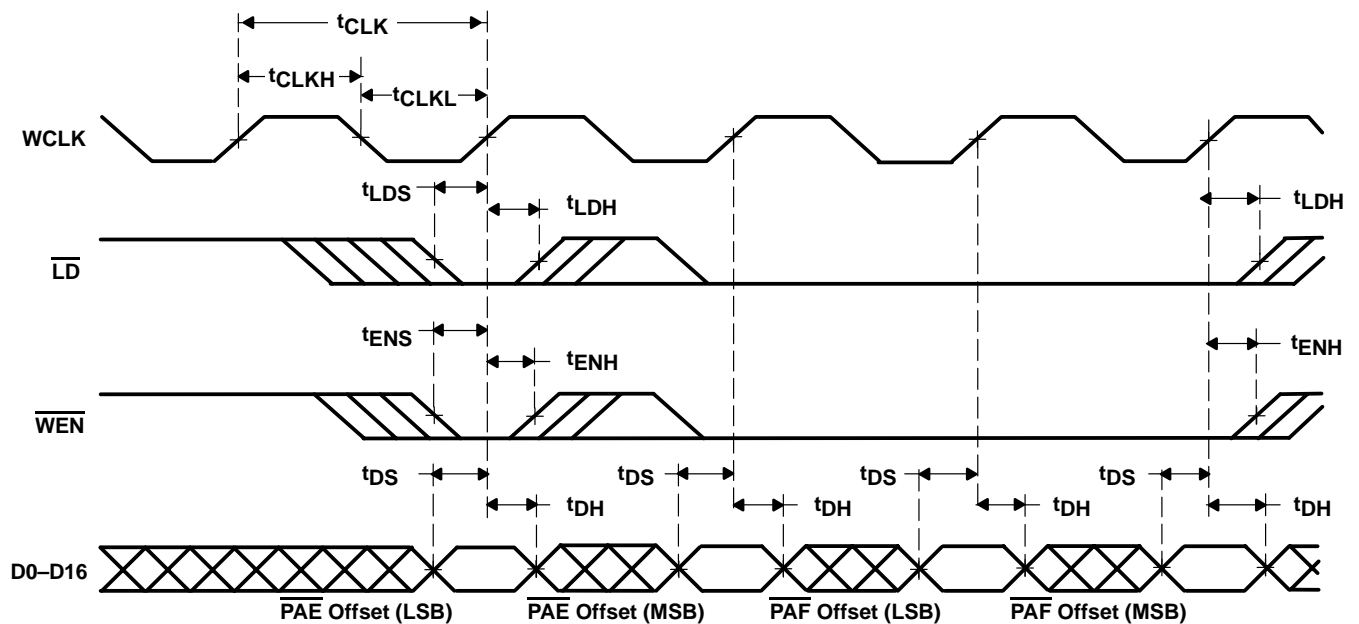 tCLK
tCLKH
tCLKL
WCLK
tLDS
tLDH
tLDH
LD
tENS
tENH
tENH
WEN
tDS
tDS
tDS
tDS
tDH
tDH
tDH
tDH
D0–D16
PAE Offset (LSB)
PAE Offset (MSB)
PAF Offset (LSB)
PAF Offset (MSB)